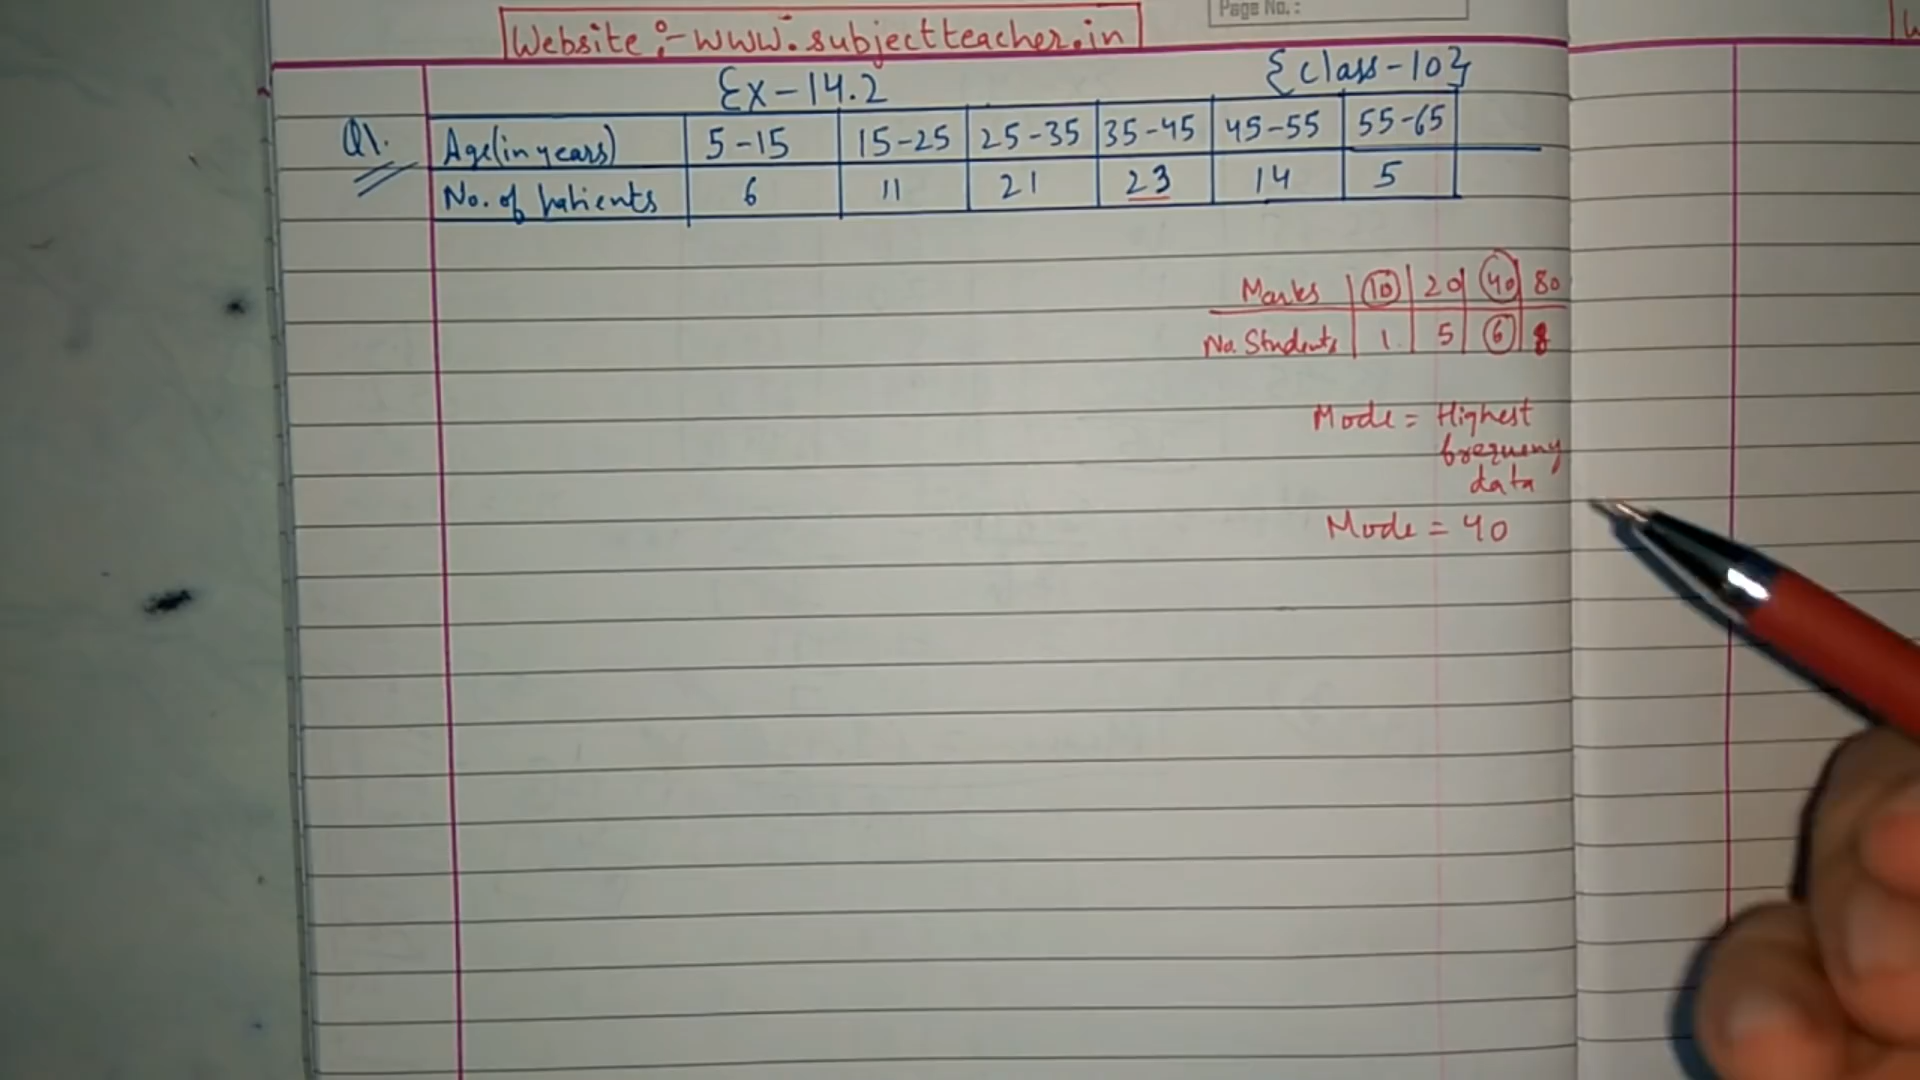 Page No. :
Website :- www.subjectteacher.in
Ex-14.2 {class-10}
Q1. Age(in years) 5-15 15-25 25-35 35-45 45-55 55-65
No. of patients 6 11 21 23 14 5
Marks 10 20 40 80
No. Students 1. 5 6
Mode = Highest
frequeny
data
Mode = 40